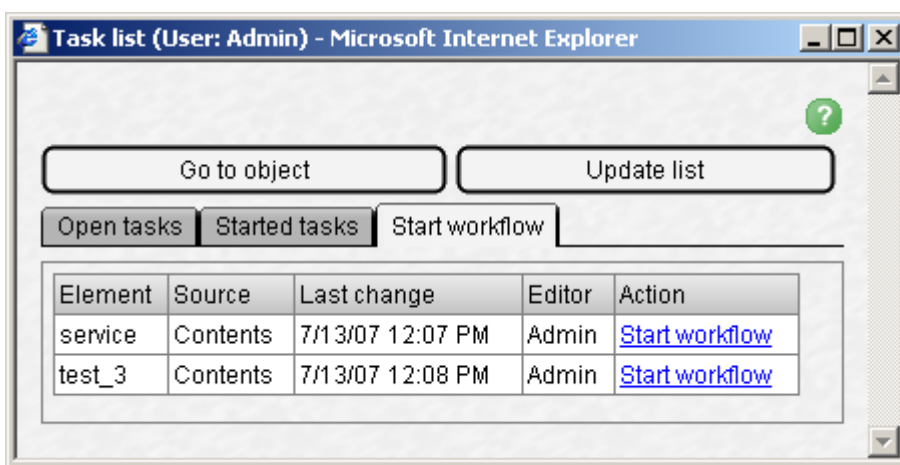 Task list (User: Admin) - Microsoft Internet Explorer
?
Go to object Update list
Open tasks Started tasks Start workflow
Element Source Last change Editor Action
service Contents 7/13/07 12:07 PM Admin Start workflow
test_3 Contents 7/13/07 12:08 PM Admin Start workflow